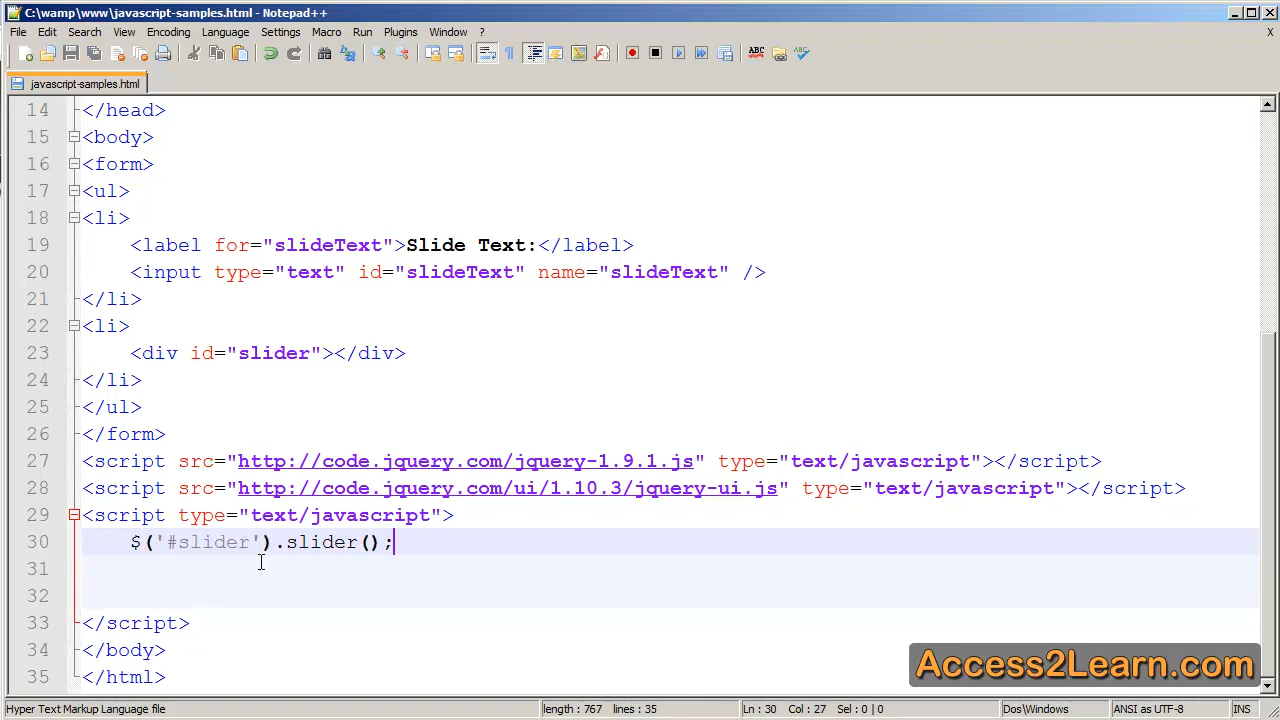 C:\wamp\www\javascript-samples.html - Notepad++
File Edit Search View Encoding Language Settings Macro Run Plugins Window ? X
javascript-samples.html
14 </head>
15 <body>
16 <form>
17 <ul>
18 <li>
19 <label for="slideText">Slide Text:</label>
20 <input type="text" id="slideText" name="slideText" />
21 </li>
22 <li>
23 <div id="slider"></div>
24 </li>
25 </ul>
26 </form>
27 <script src="http://code.jquery.com/jquery-1.9.1.js" type="text/javascript"></script>
28 <script src="http://code.jquery.com/ui/1.10.3/jquery-ui.js" type="text/javascript"></script>
29 <script type="text/javascript">
30 $('#slider').slider();
31
32
33 </script>
34 </body>
35 </html>
Access2Learn.com
Hyper Text Markup Language file length : 767 lines : 35 Ln : 30 Col : 27 Sel : 0 | 0 Dos\Windows ANSI as UTF-8 INS